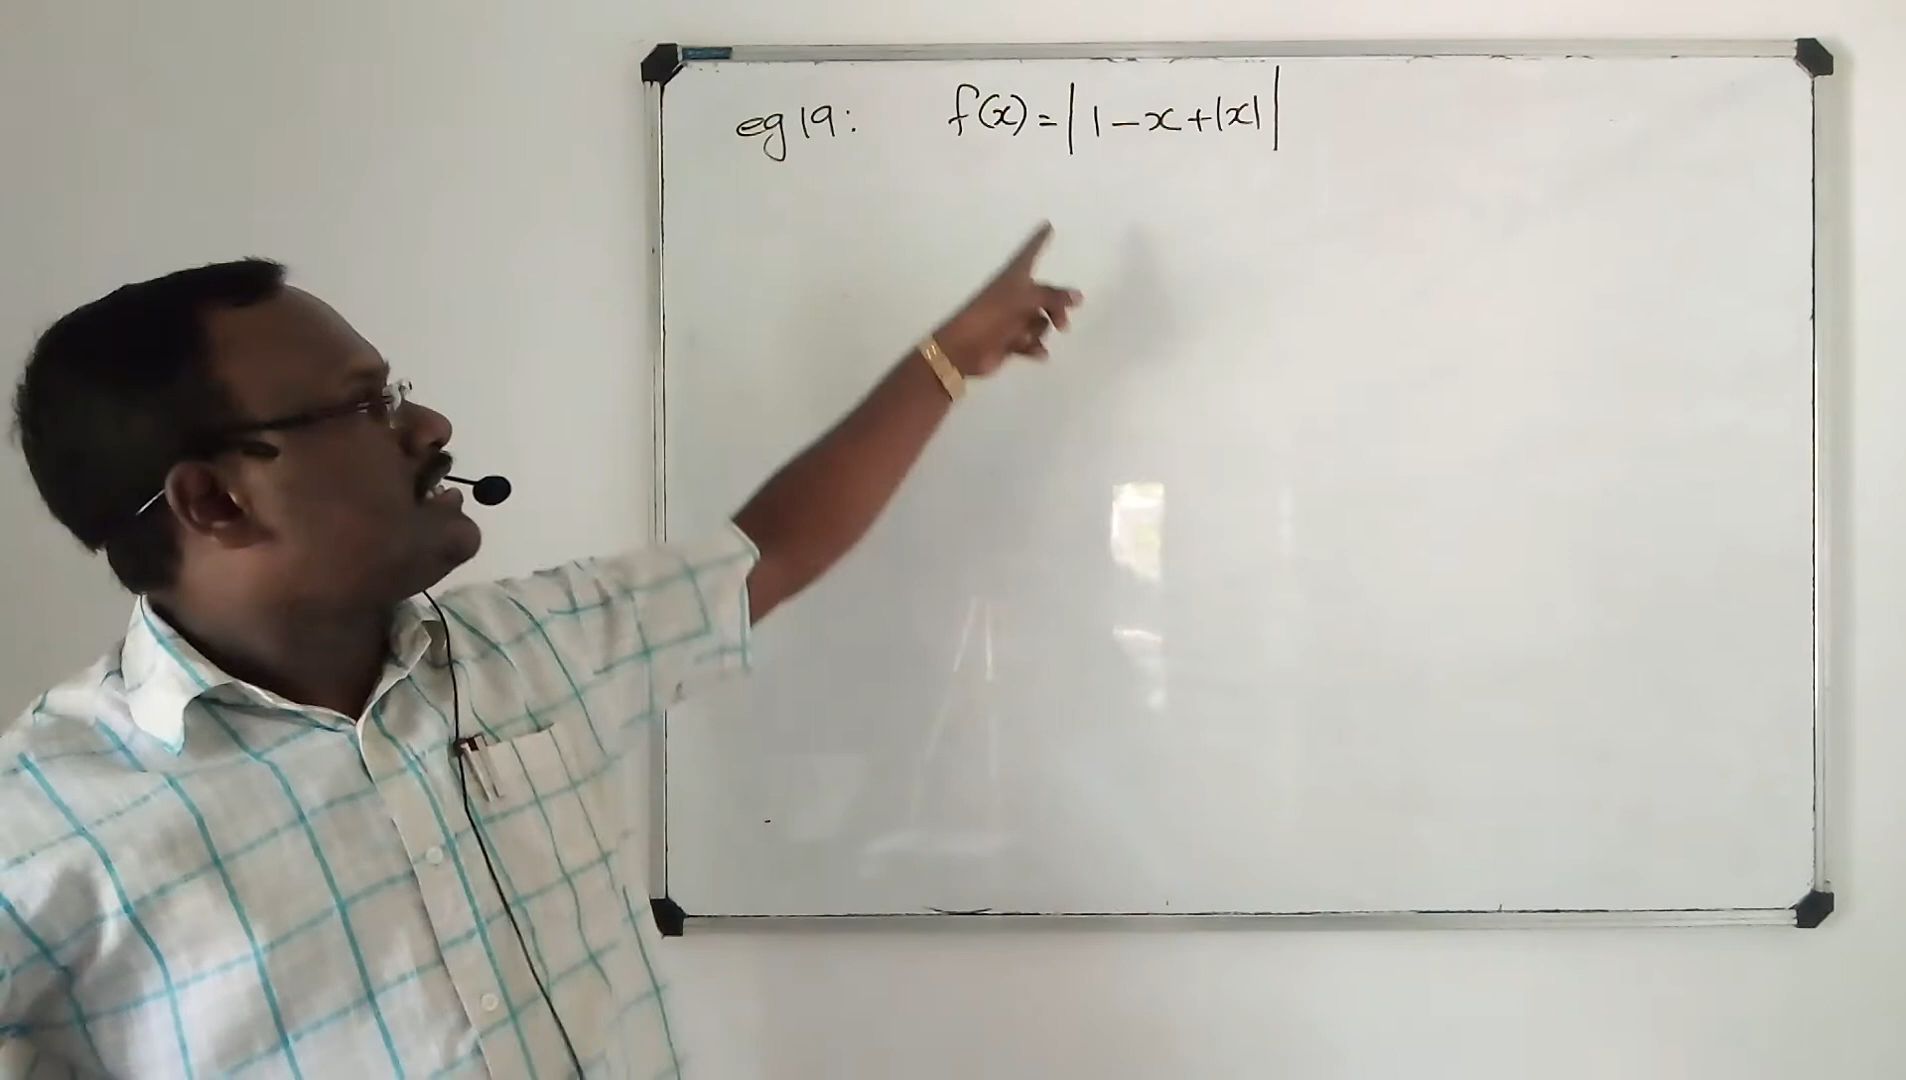 eg 19: f(x) = | 1 - x + |x| |